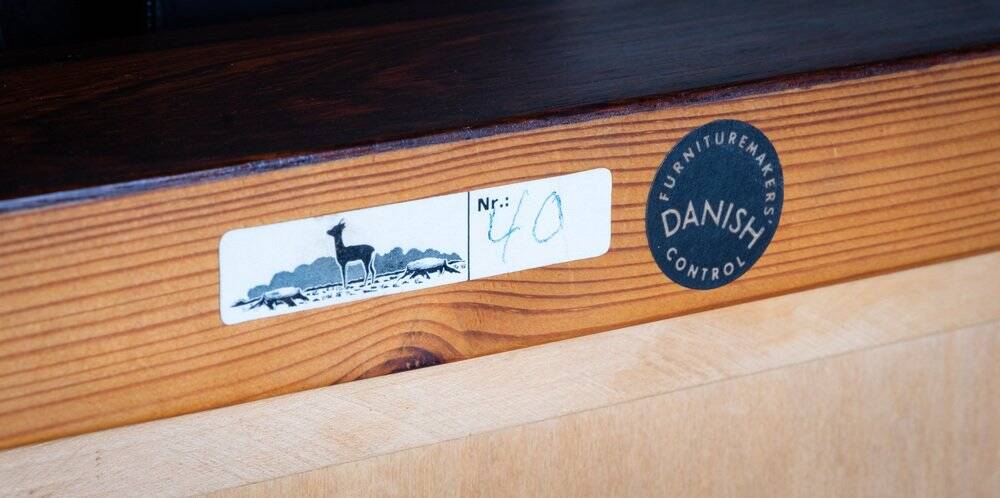 Nr.: 40
FURNITUREMAKERS'
DANISH
CONTROL